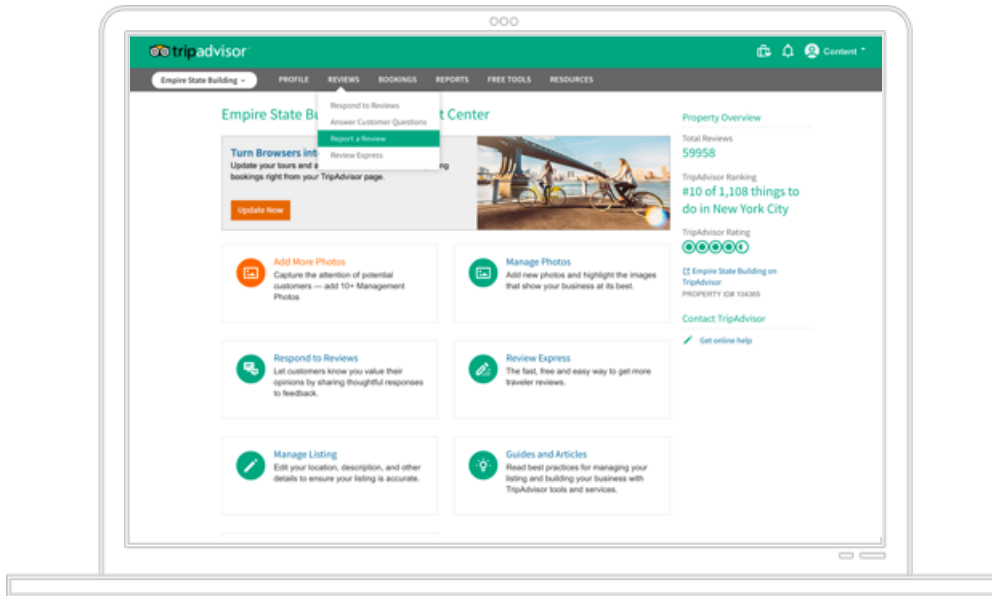 tripadvisor
Content
Empire State Building
PROFILE REVIEWS BOOKINGS REPORTS FREE TOOLS RESOURCES
Respond to Reviews
Answer Customer Questions
Report a Review
Review Express
Empire State Bu t Center
Turn Browsers int
Update your tours and a ng
bookings right from your TripAdvisor page.
Update Now
Add More Photos
Capture the attention of potential
customers — add 10+ Management
Photos
Manage Photos
Add new photos and highlight the images
that show your business at its best.
Respond to Reviews
Let customers know you value their
opinions by sharing thoughtful responses
to feedback.
Review Express
The fast, free and easy way to get more
traveler reviews.
Manage Listing
Edit your location, description, and other
details to ensure your listing is accurate.
Guides and Articles
Read best practices for managing your
listing and building your business with
TripAdvisor tools and services.
Property Overview
Total Reviews
59958
TripAdvisor Ranking
#10 of 1,108 things to
do in New York City
TripAdvisor Rating
Empire State Building on
TripAdvisor
PROPERTY ID# 104365
Contact TripAdvisor
Get online help